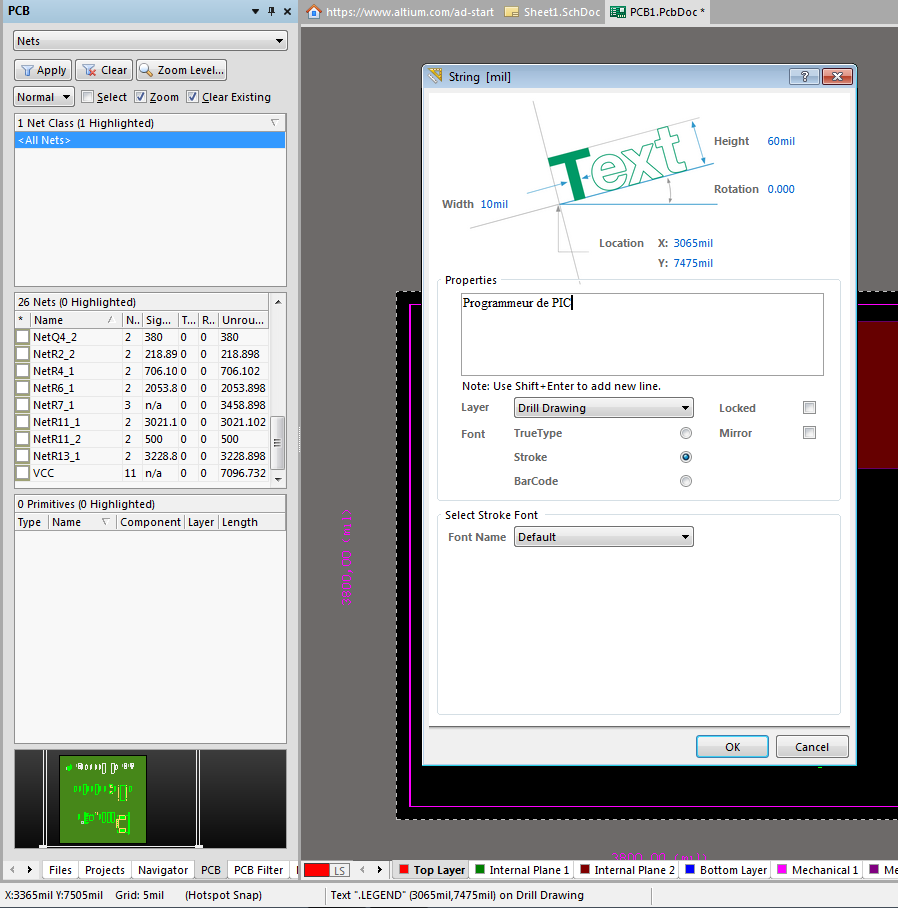 PCB
https://www.altium.com/ad-start
Sheet1.SchDoc
PCB1.PcbDoc *
Nets
Apply
Clear
Zoom Level...
Normal
Select
Zoom
Clear Existing
1 Net Class (1 Highlighted)
<All Nets>
26 Nets (0 Highlighted)
* Name N.. Sig... T... R.. Unrou...
NetQ4_2 2 380 0 0 380
NetR2_2 2 218.89 0 0 218.898
NetR4_1 2 706.10 0 0 706.102
NetR6_1 2 2053.8 0 0 2053.898
NetR7_1 3 n/a 0 0 3458.898
NetR11_1 2 3021.1 0 0 3021.102
NetR11_2 2 500 0 0 500
NetR13_1 2 3228.8 0 0 3228.898
VCC 11 n/a 0 0 7096.732
0 Primitives (0 Highlighted)
Type Name Component Layer Length
String [mil]
Text
Height 60mil
Rotation 0.000
Width 10mil
Location X: 3065mil
Y: 7475mil
Properties
Programmeur de PIC
Note: Use Shift+Enter to add new line.
Layer Drill Drawing Locked
Font TrueType Mirror
Stroke
BarCode
Select Stroke Font
Font Name Default
OK Cancel
Files Projects Navigator PCB PCB Filter
LS Top Layer Internal Plane 1 Internal Plane 2 Bottom Layer Mechanical 1 Me
X:3365mil Y:7505mil Grid: 5mil (Hotspot Snap) Text ".LEGEND" (3065mil,7475mil) on Drill Drawing